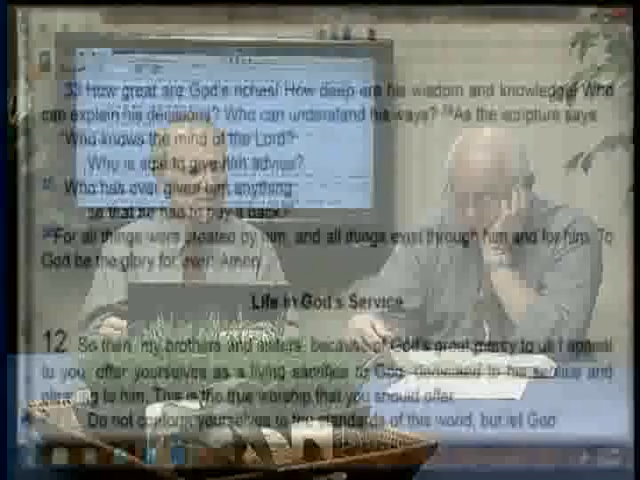 33 How great are God's riches! How deep are his wisdom and knowledge! Who
can explain his decisions? Who can understand his ways? 34 As the scripture says,
"Who knows the mind of the Lord?
Who is able to give him advice?
35 Who has ever given him anything,
so that he had to pay it back?"
36 For all things were created by him, and all things exist through him and for him. To
God be the glory for ever! Amen.
Life in God's Service
12 So then, my brothers and sisters, because of God's great mercy to us I appeal
to you: offer yourselves as a living sacrifice to God, dedicated to his service and
pleasing to him. This is the true worship that you should offer.
Do not conform yourselves to the standards of this world, but let God